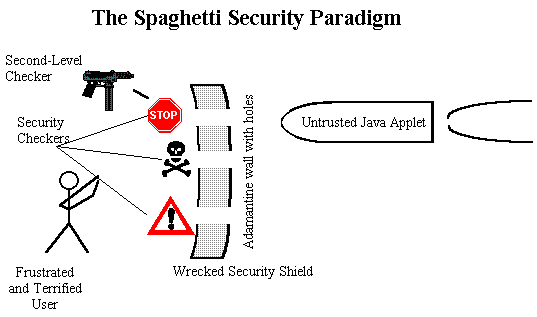 The Spaghetti Security Paradigm
Second-Level
Checker
STOP
Security
Checkers
Adamantine wall with holes
Untrusted Java Applet
Wrecked Security Shield
Frustrated
and Terrified
User